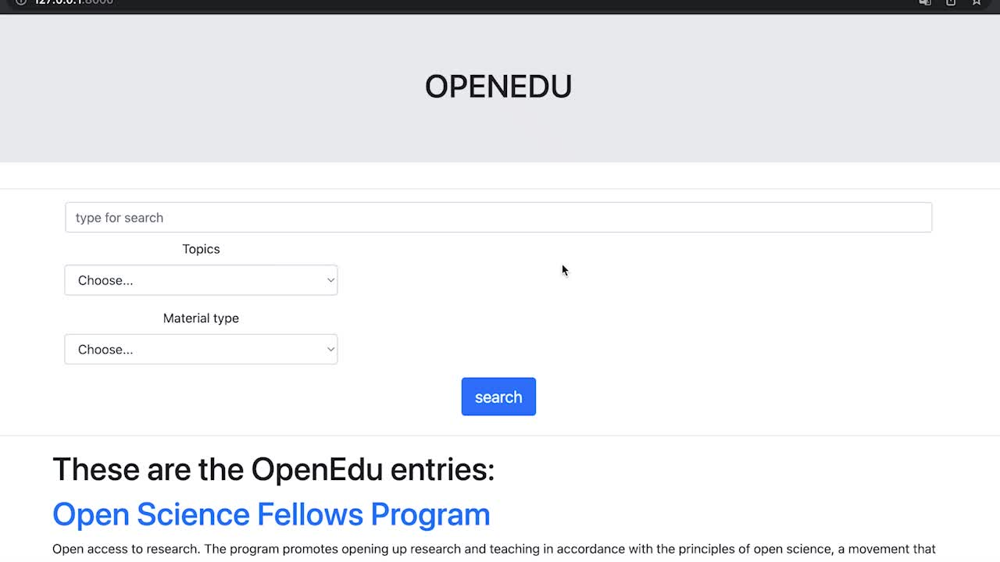 127.0.0.1:8000
OPENEDU
type for search
Topics
Choose...
Material type
Choose...
search
These are the OpenEdu entries:
Open Science Fellows Program
Open access to research. The program promotes opening up research and teaching in accordance with the principles of open science, a movement that